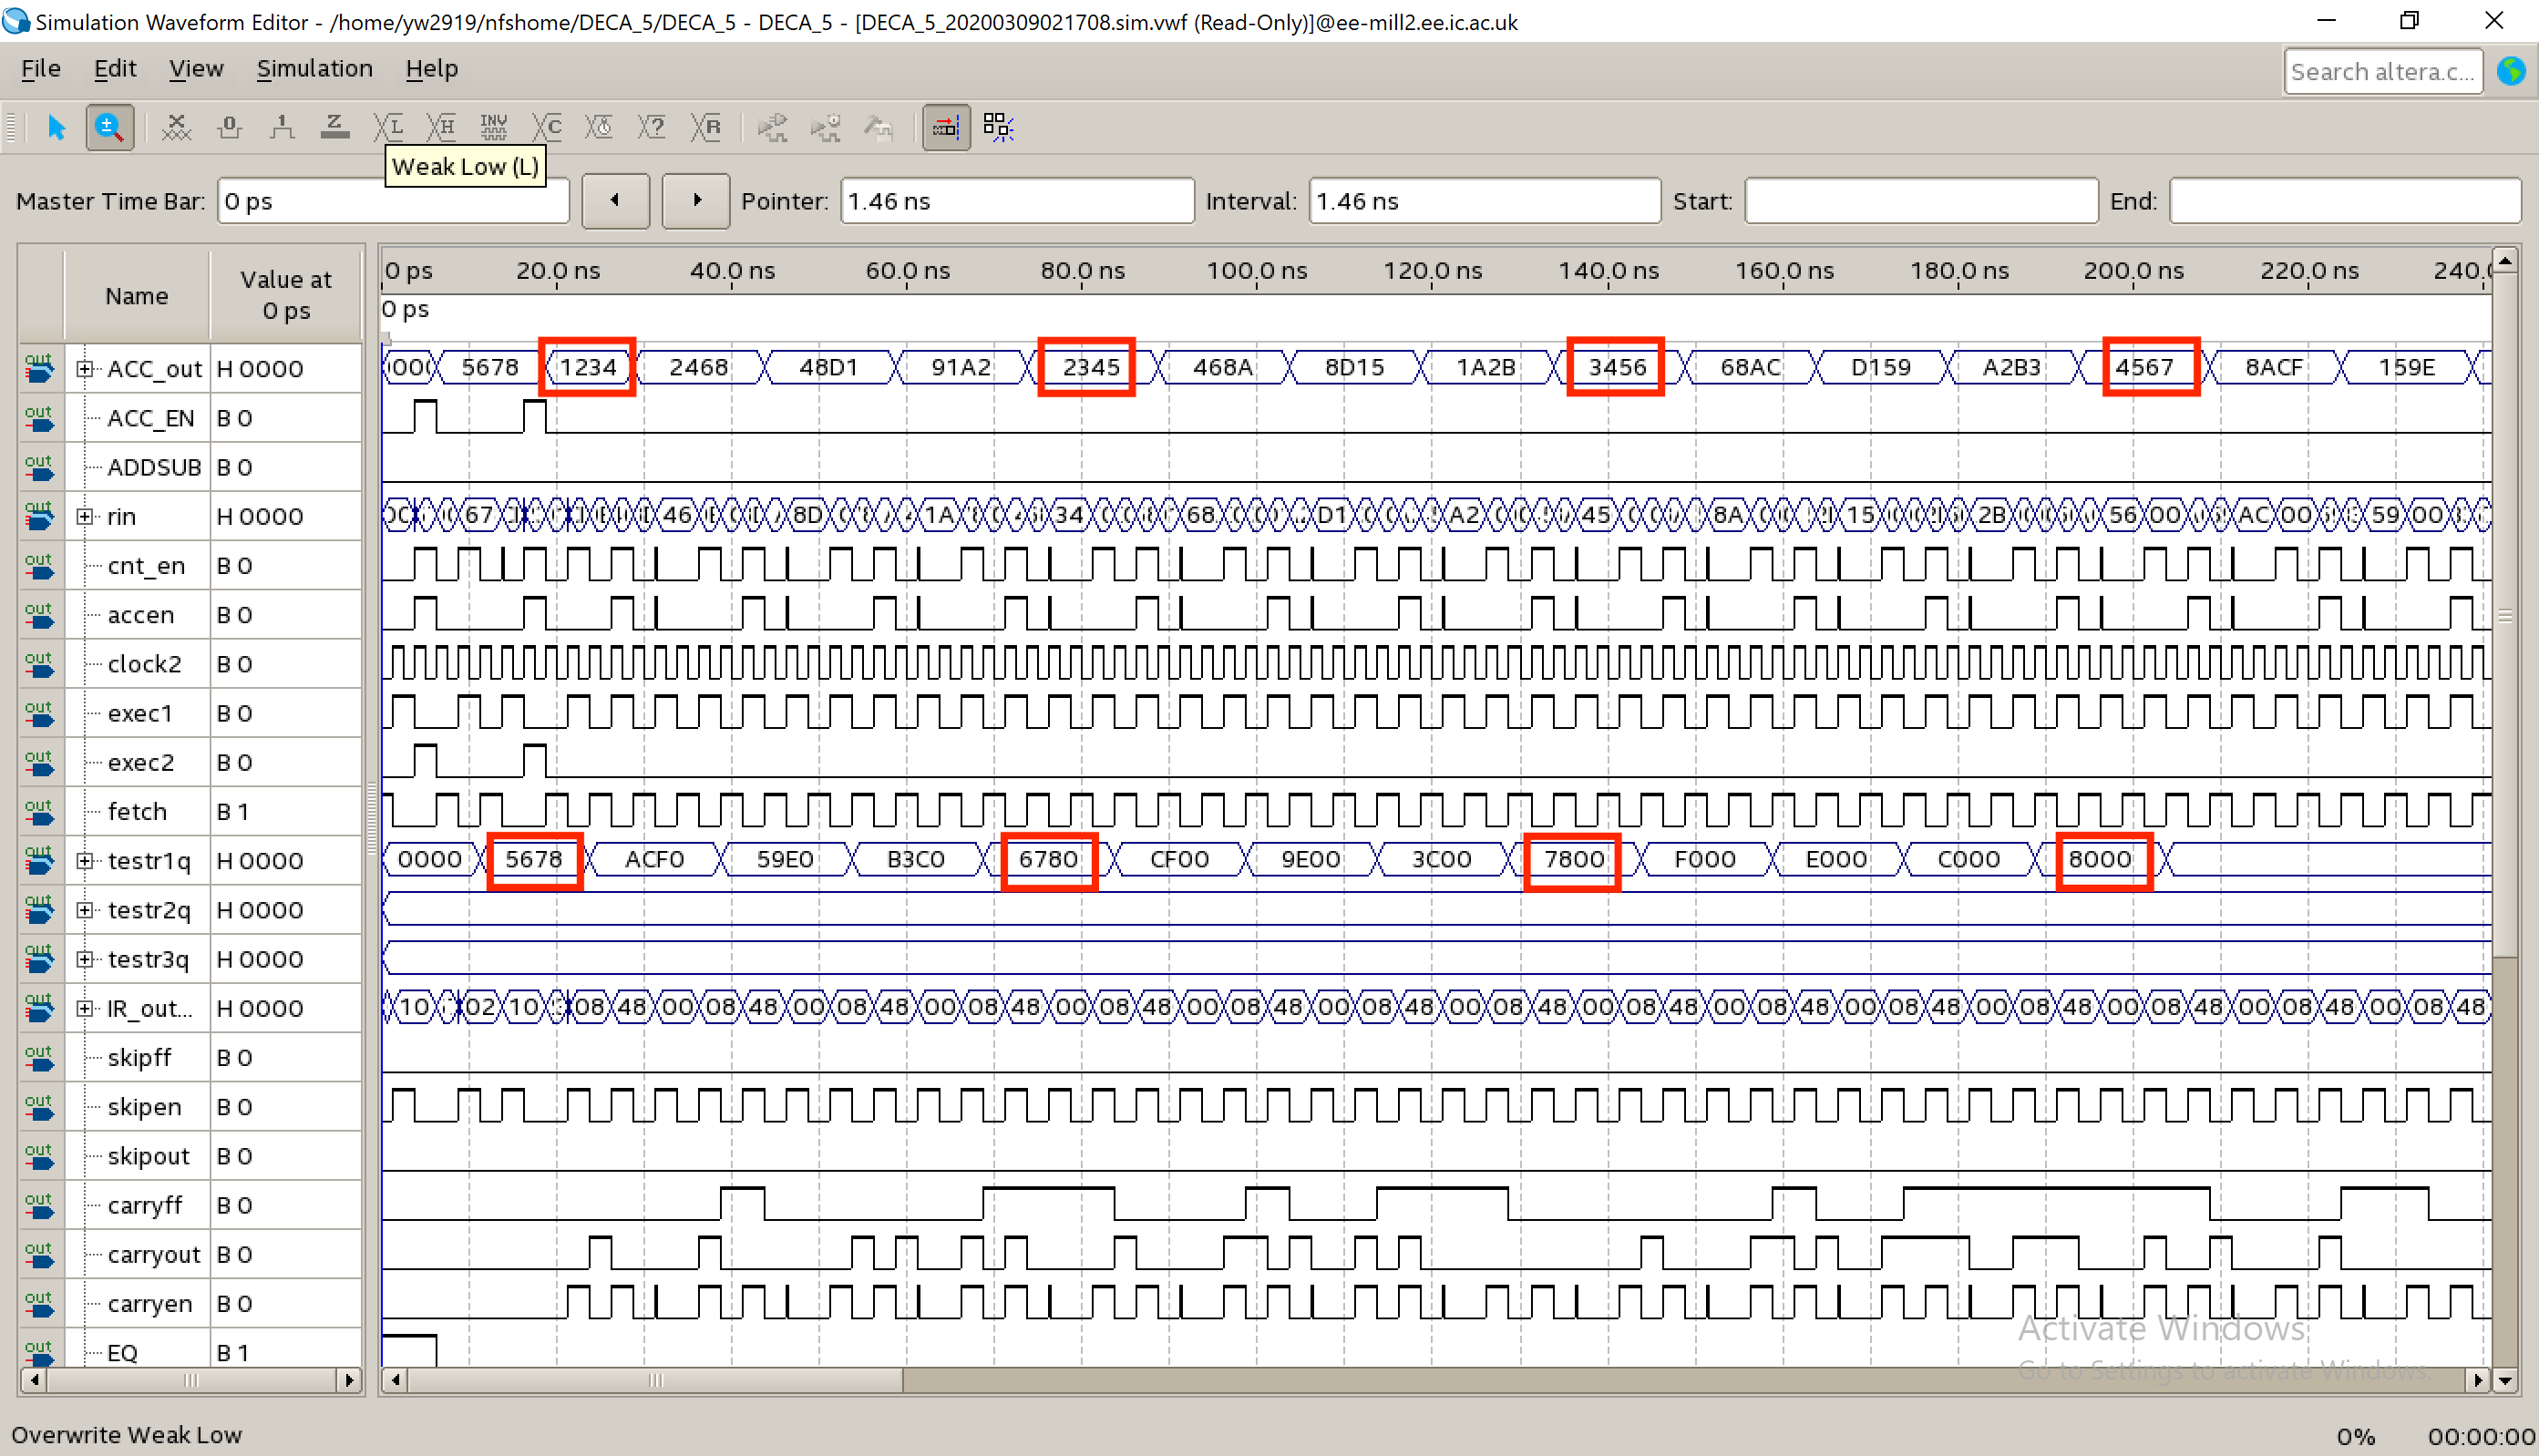 Simulation Waveform Editor - /home/yw2919/nfshome/DECA_5/DECA_5 - DECA_5 - [DECA_5_20200309021708.sim.vwf (Read-Only)]@ee-mill2.ee.ic.ac.uk
File Edit View Simulation Help Search altera.c...
Weak Low (L)
Master Time Bar: 0 ps Pointer: 1.46 ns Interval: 1.46 ns Start: End:
Name Value at 0 ps
0 ps 20.0 ns 40.0 ns 60.0 ns 80.0 ns 100.0 ns 120.0 ns 140.0 ns 160.0 ns 180.0 ns 200.0 ns 220.0 ns
0 ps
ACC_out H 0000 5678 1234 2468 48D1 91A2 2345 468A 8D15 1A2B 3456 68AC D159 A2B3 4567 8ACF 159E
ACC_EN B 0
ADDSUB B 0
rin H 0000 67 46 8D 1A 34 68 D1 A2 45 8A 15 2B 56 00 AC 00 59 00
cnt_en B 0
accen B 0
clock2 B 0
exec1 B 0
exec2 B 0
fetch B 1
testr1q H 0000 0000 5678 ACF0 59E0 B3C0 6780 CF00 9E00 3C00 7800 F000 E000 C000 8000
testr2q H 0000
testr3q H 0000
IR_out... H 0000 10 02 10 08 48 00 08 48 00 08 48 00 08 48 00 08 48 00 08 48 00 08 48 00 08 48 00 08 48 00 08 48 00 08 48 00 08 48 00 08 48 00 08 48 00 08 48
skipff B 0
skipen B 0
skipout B 0
carryff B 0
carryout B 0
carryen B 0
EQ B 1
Activate Windows
Go to Settings to activate Windows.
Overwrite Weak Low 0% 00:00:00